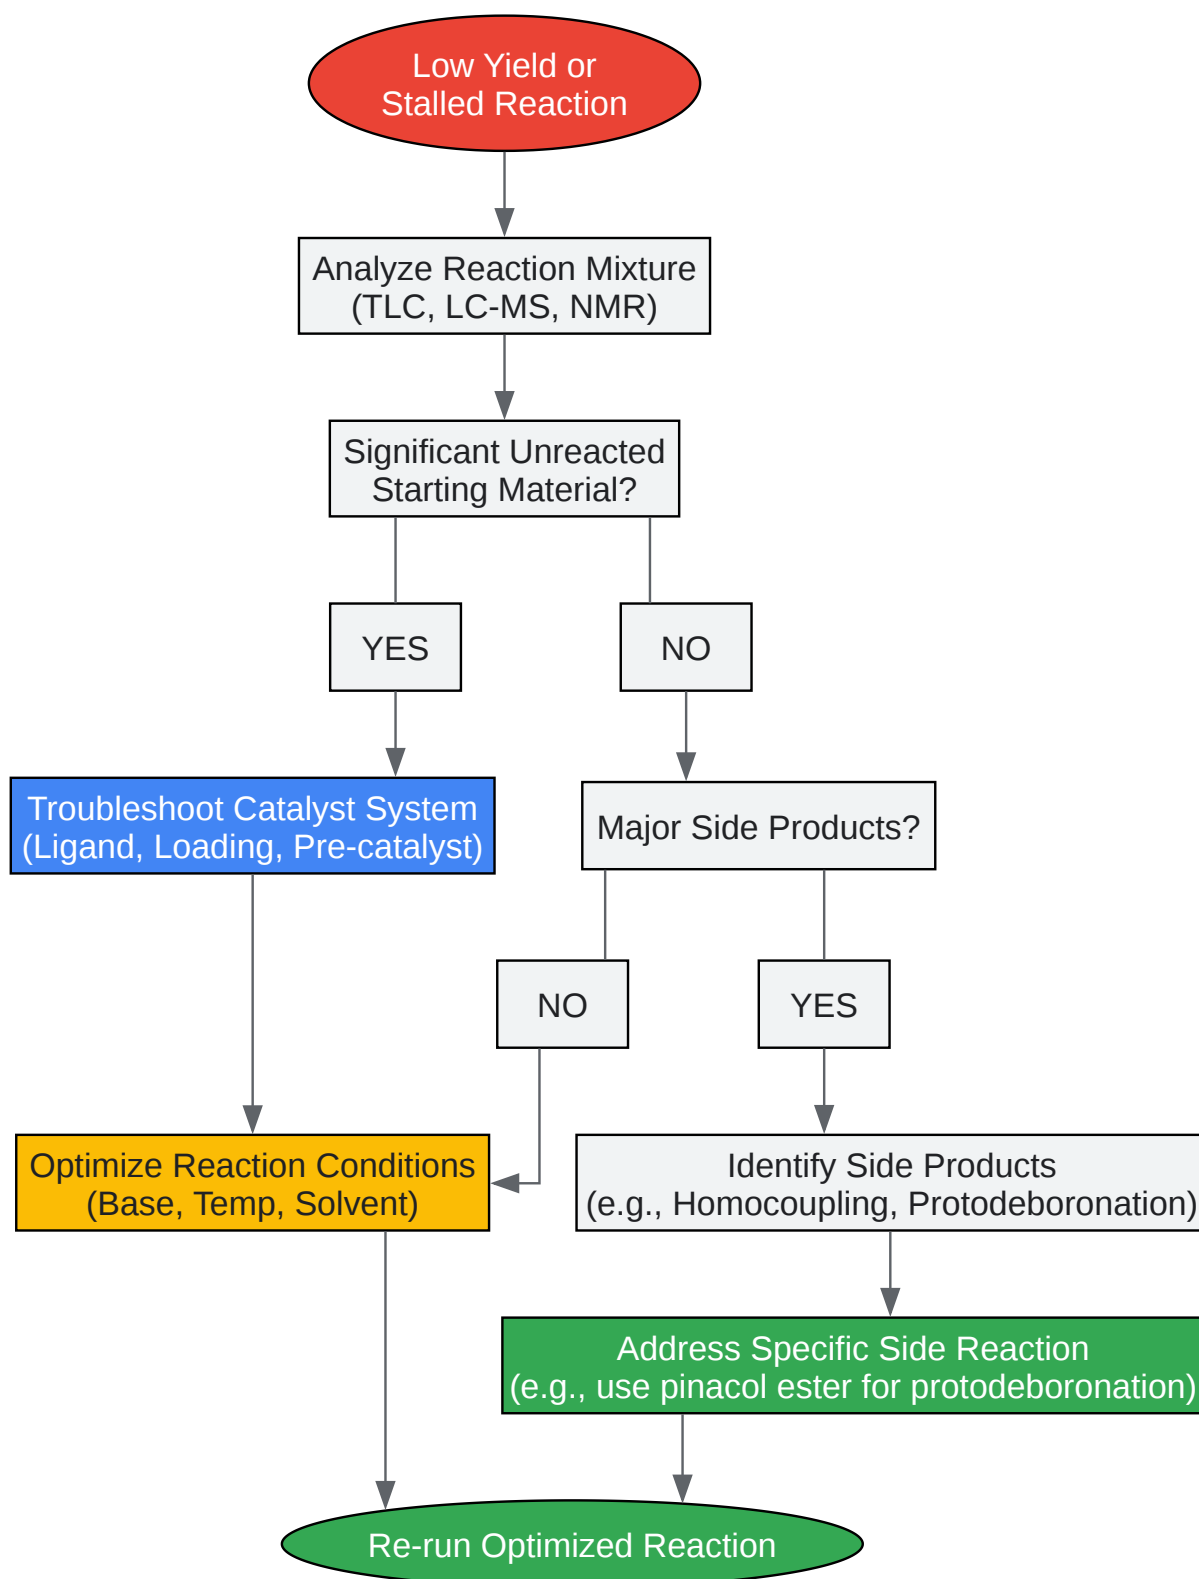 Low Yield or
Stalled Reaction
Analyze Reaction Mixture
(TLC, LC-MS, NMR)
Significant Unreacted
Starting Material?
YES
NO
Troubleshoot Catalyst System
(Ligand, Loading, Pre-catalyst)
Major Side Products?
NO
YES
Optimize Reaction Conditions
(Base, Temp, Solvent)
Identify Side Products
(e.g., Homocoupling, Protodeboronation)
Address Specific Side Reaction
(e.g., use pinacol ester for protodeboronation)
Re-run Optimized Reaction